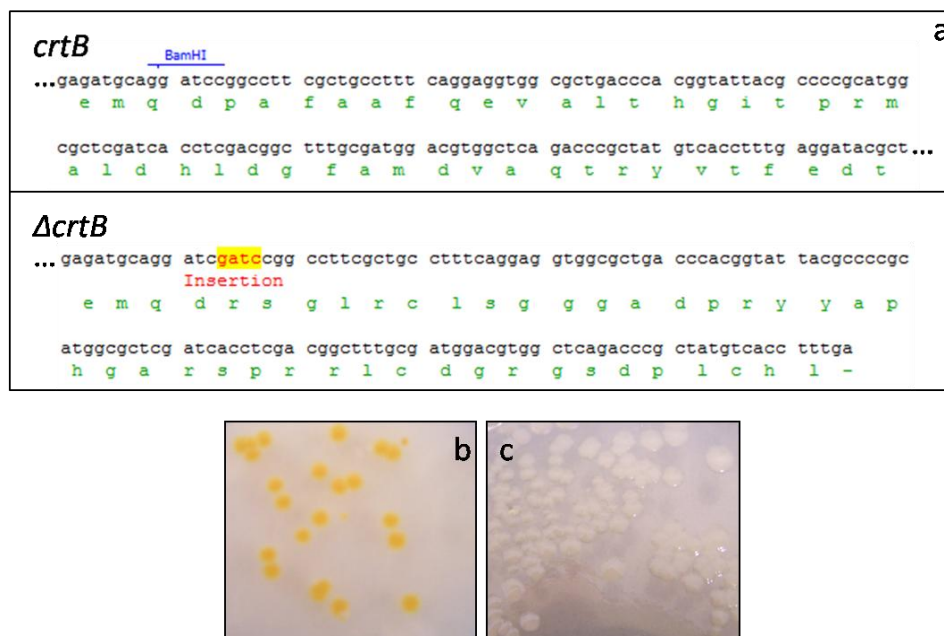 a
crtB
BamHI
...gagatgcagg atccggcctt cgctgccttt caggaggtgg cgctgaccca cggtattacg ccccgcatgg
e m q d p a f a a f q e v a l t h g i t p r m
cgctcgatca cctcgacggc tttgcgatgg acgtggctca gacccgctat gtcacctttg aggatacgct...
a l d h l d g f a m d v a q t r y v t f e d t
ΔcrtB
...gagatgcagg atcgatccgg ccttcgctgc ctttcaggag gtggcgctga cccacggtat tacgccccgc
Insertion
e m q d r s g l r c l s g g g a d p r y y a p
atggcgctcg atcacctcga cggctttgcg atggacgtgg ctcagacccg ctatgtcacc tttga
h g a r s p r r l c d g r g s d p l c h l -
b
c